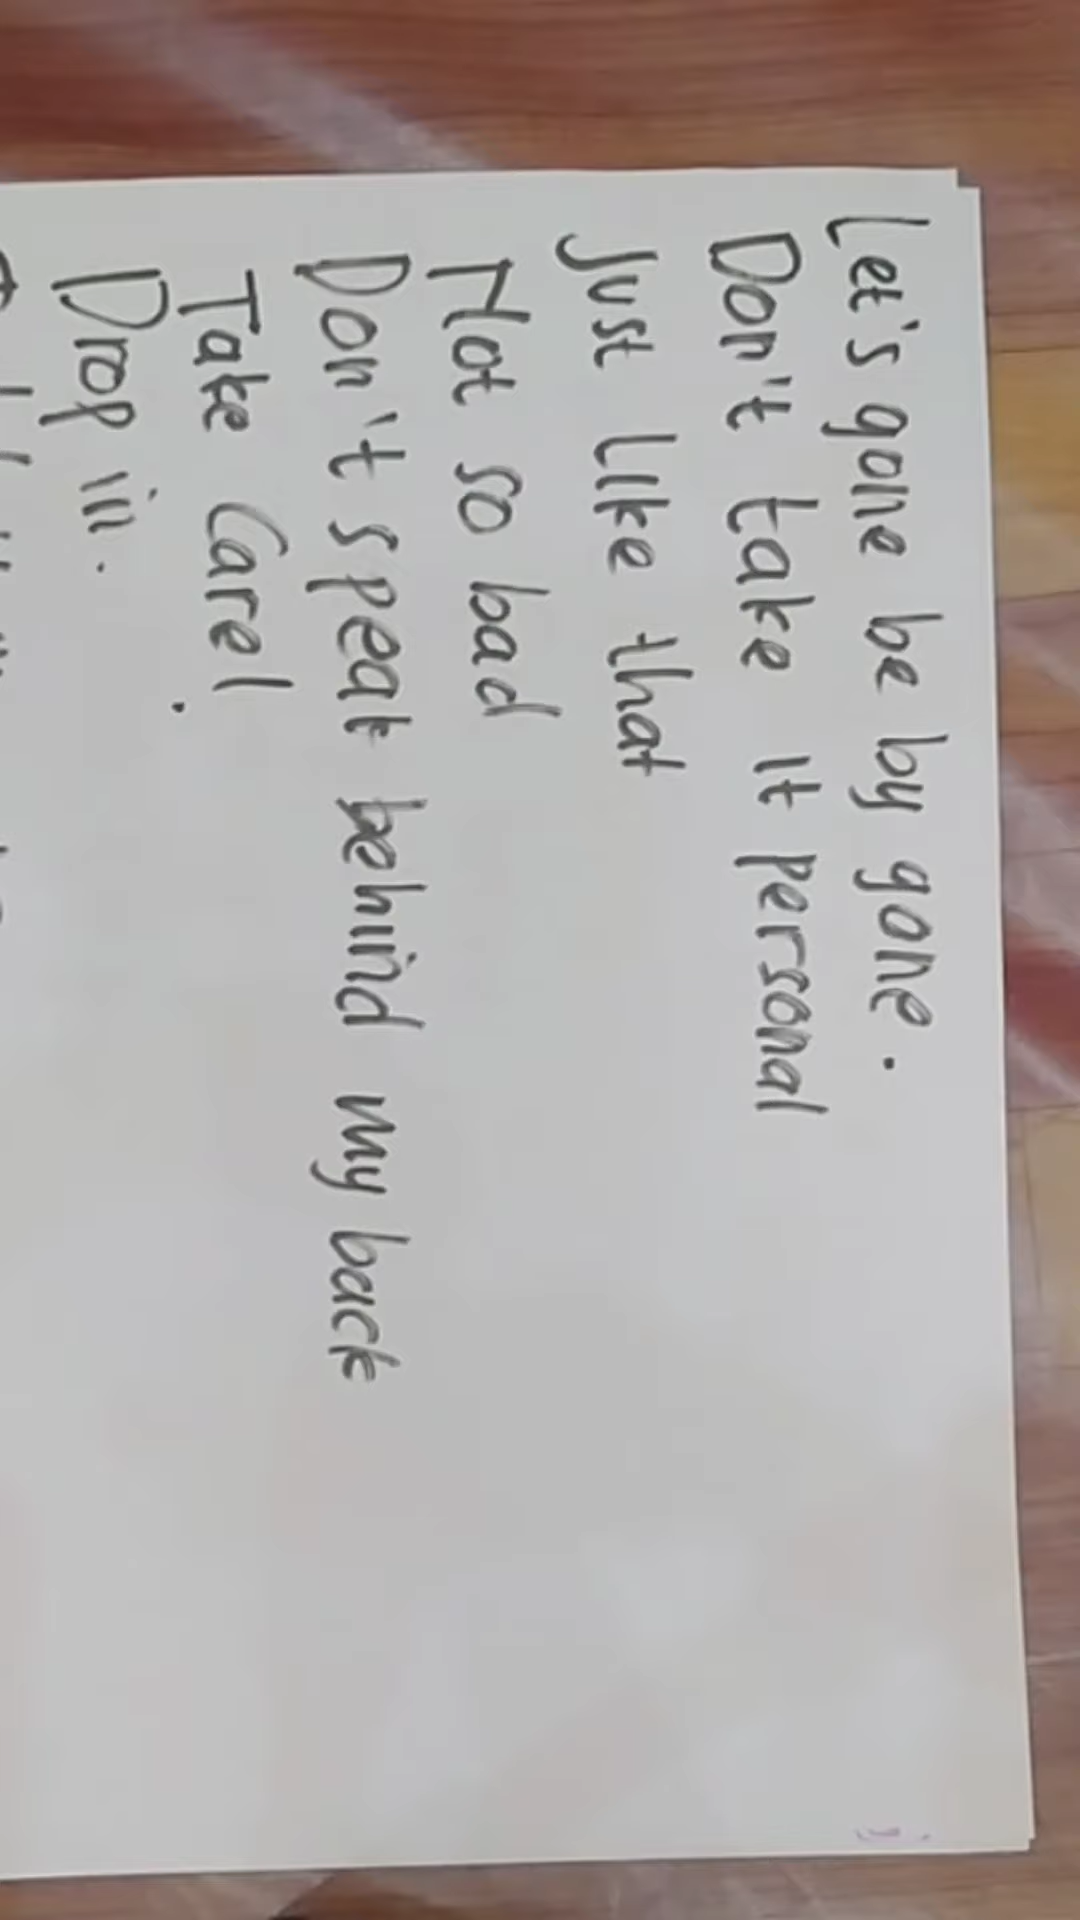 Let's gone be by gone.
Don't take it personal
Just like that
Not so bad
Don't speak behind my back
Take care!
Drop in.